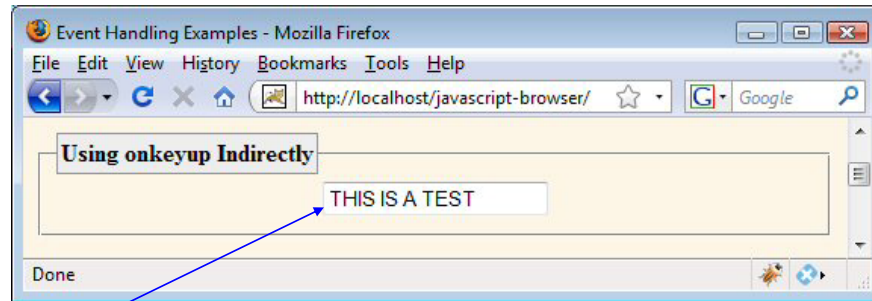 Event Handling Examples - Mozilla Firefox
File Edit View History Bookmarks Tools Help
http://localhost/javascript-browser/ G Google
Using onkeyup Indirectly
THIS IS A TEST
Done